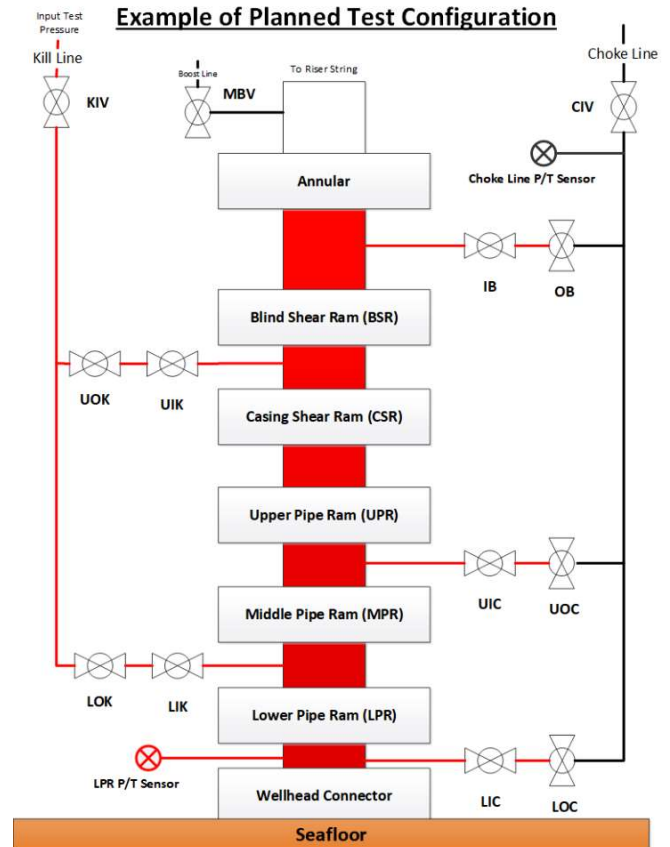 Example of Planned Test Configuration
Input Test
Pressure
Kill Line
KIV
Boost Line
MBV
To Riser String
Choke Line
CIV
Choke Line P/T Sensor
Annular
IB
OB
Blind Shear Ram (BSR)
UOK
UIK
Casing Shear Ram (CSR)
Upper Pipe Ram (UPR)
UIC
UOC
Middle Pipe Ram (MPR)
LOK
LIK
Lower Pipe Ram (LPR)
LPR P/T Sensor
LIC
LOC
Wellhead Connector
Seafloor